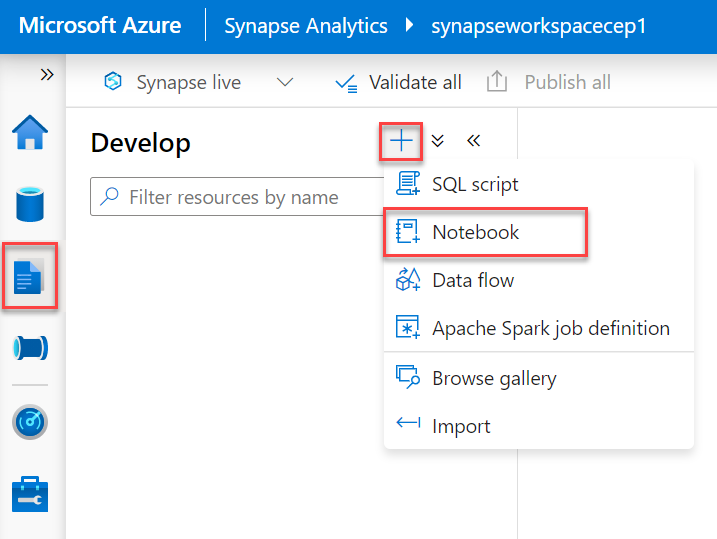 Microsoft Azure Synapse Analytics synapseworkspacecep1
Synapse live Validate all Publish all
Develop
Filter resources by name
SQL script
Notebook
Data flow
Apache Spark job definition
Browse gallery
Import